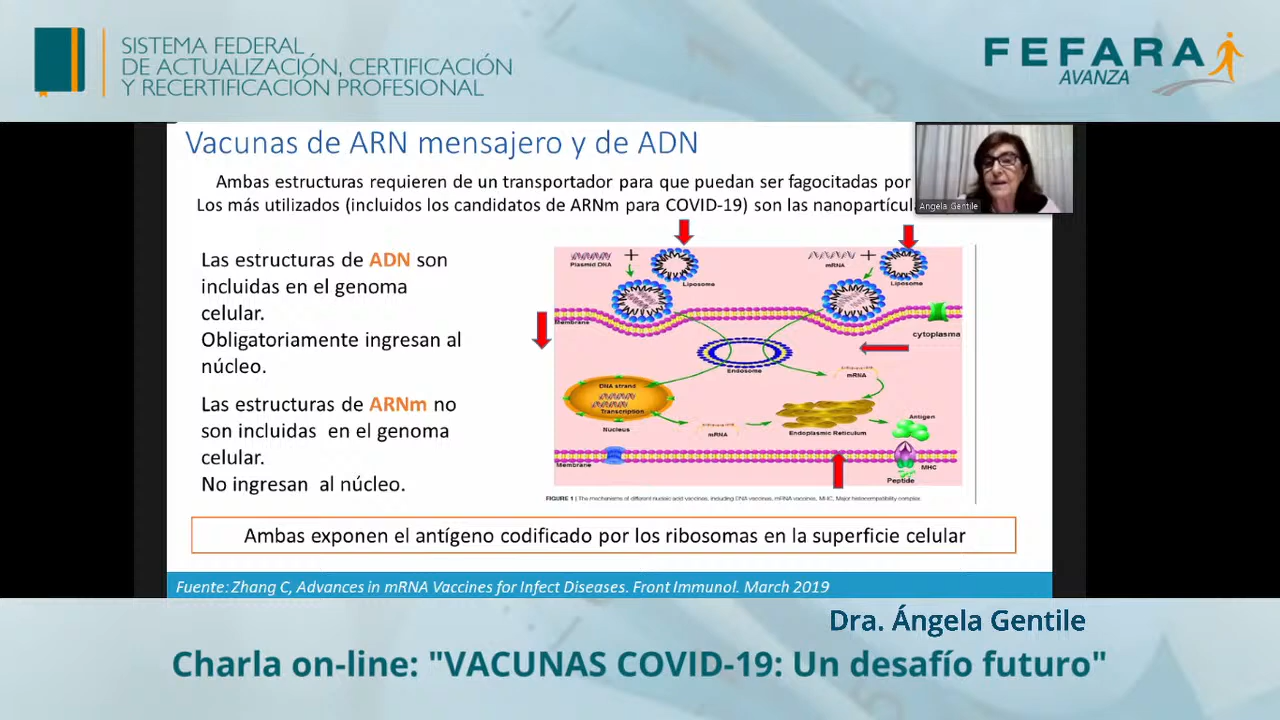 SISTEMA FEDERAL
DE ACTUALIZACIÓN, CERTIFICACIÓN
Y RECERTIFICACIÓN PROFESIONAL
FEFARA
AVANZA
Vacunas de ARN mensajero y de ADN
Ambas estructuras requieren de un transportador para que puedan ser fagocitadas por
Los más utilizados (incluidos los candidatos de ARNm para COVID-19) son las nanopartícul
Angela Gentile
Las estructuras de ADN son
incluidas en el genoma
celular.
Obligatoriamente ingresan al
núcleo.
Las estructuras de ARNm no
son incluidas en el genoma
celular.
No ingresan al núcleo.
Plasmid DNA
+
Liposome
mRNA
+
Liposome
Membrane
cytoplasma
Endosome
mRNA
DNA strand
Transcription
Nucleus
mRNA
Endoplasmic Reticulum
Antigen
Membrane
MHC
Peptide
FIGURE 1 | The mechanisms of different nucleic acid vaccines, including DNA vaccines, mRNA vaccines, MHC, Major histocompatibility complex.
Ambas exponen el antígeno codificado por los ribosomas en la superficie celular
Fuente: Zhang C, Advances in mRNA Vaccines for Infect Diseases. Front Immunol. March 2019
Dra. Ángela Gentile
Charla on-line: "VACUNAS COVID-19: Un desafío futuro"